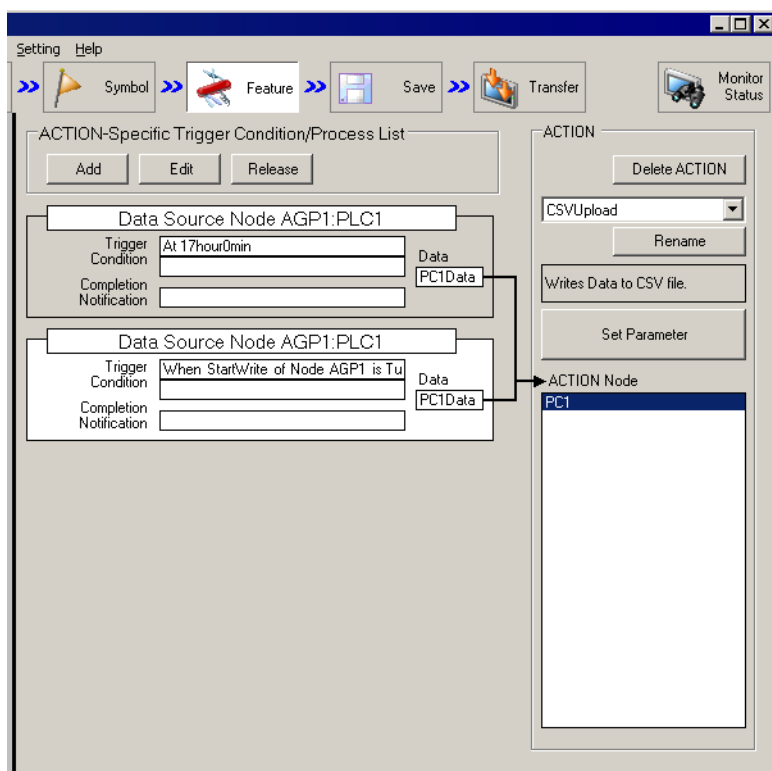 Setting Help
Symbol Feature Save Transfer Monitor Status
ACTION-Specific Trigger Condition/Process List
Add Edit Release
Data Source Node AGP1:PLC1
Trigger Condition
At 17hour0min
Data
PC1Data
Completion Notification
Data Source Node AGP1:PLC1
Trigger Condition
When StartWrite of Node AGP1 is Tu
Data
PC1Data
Completion Notification
ACTION
Delete ACTION
CSVUpload
Rename
Writes Data to CSV file.
Set Parameter
ACTION Node
PC1